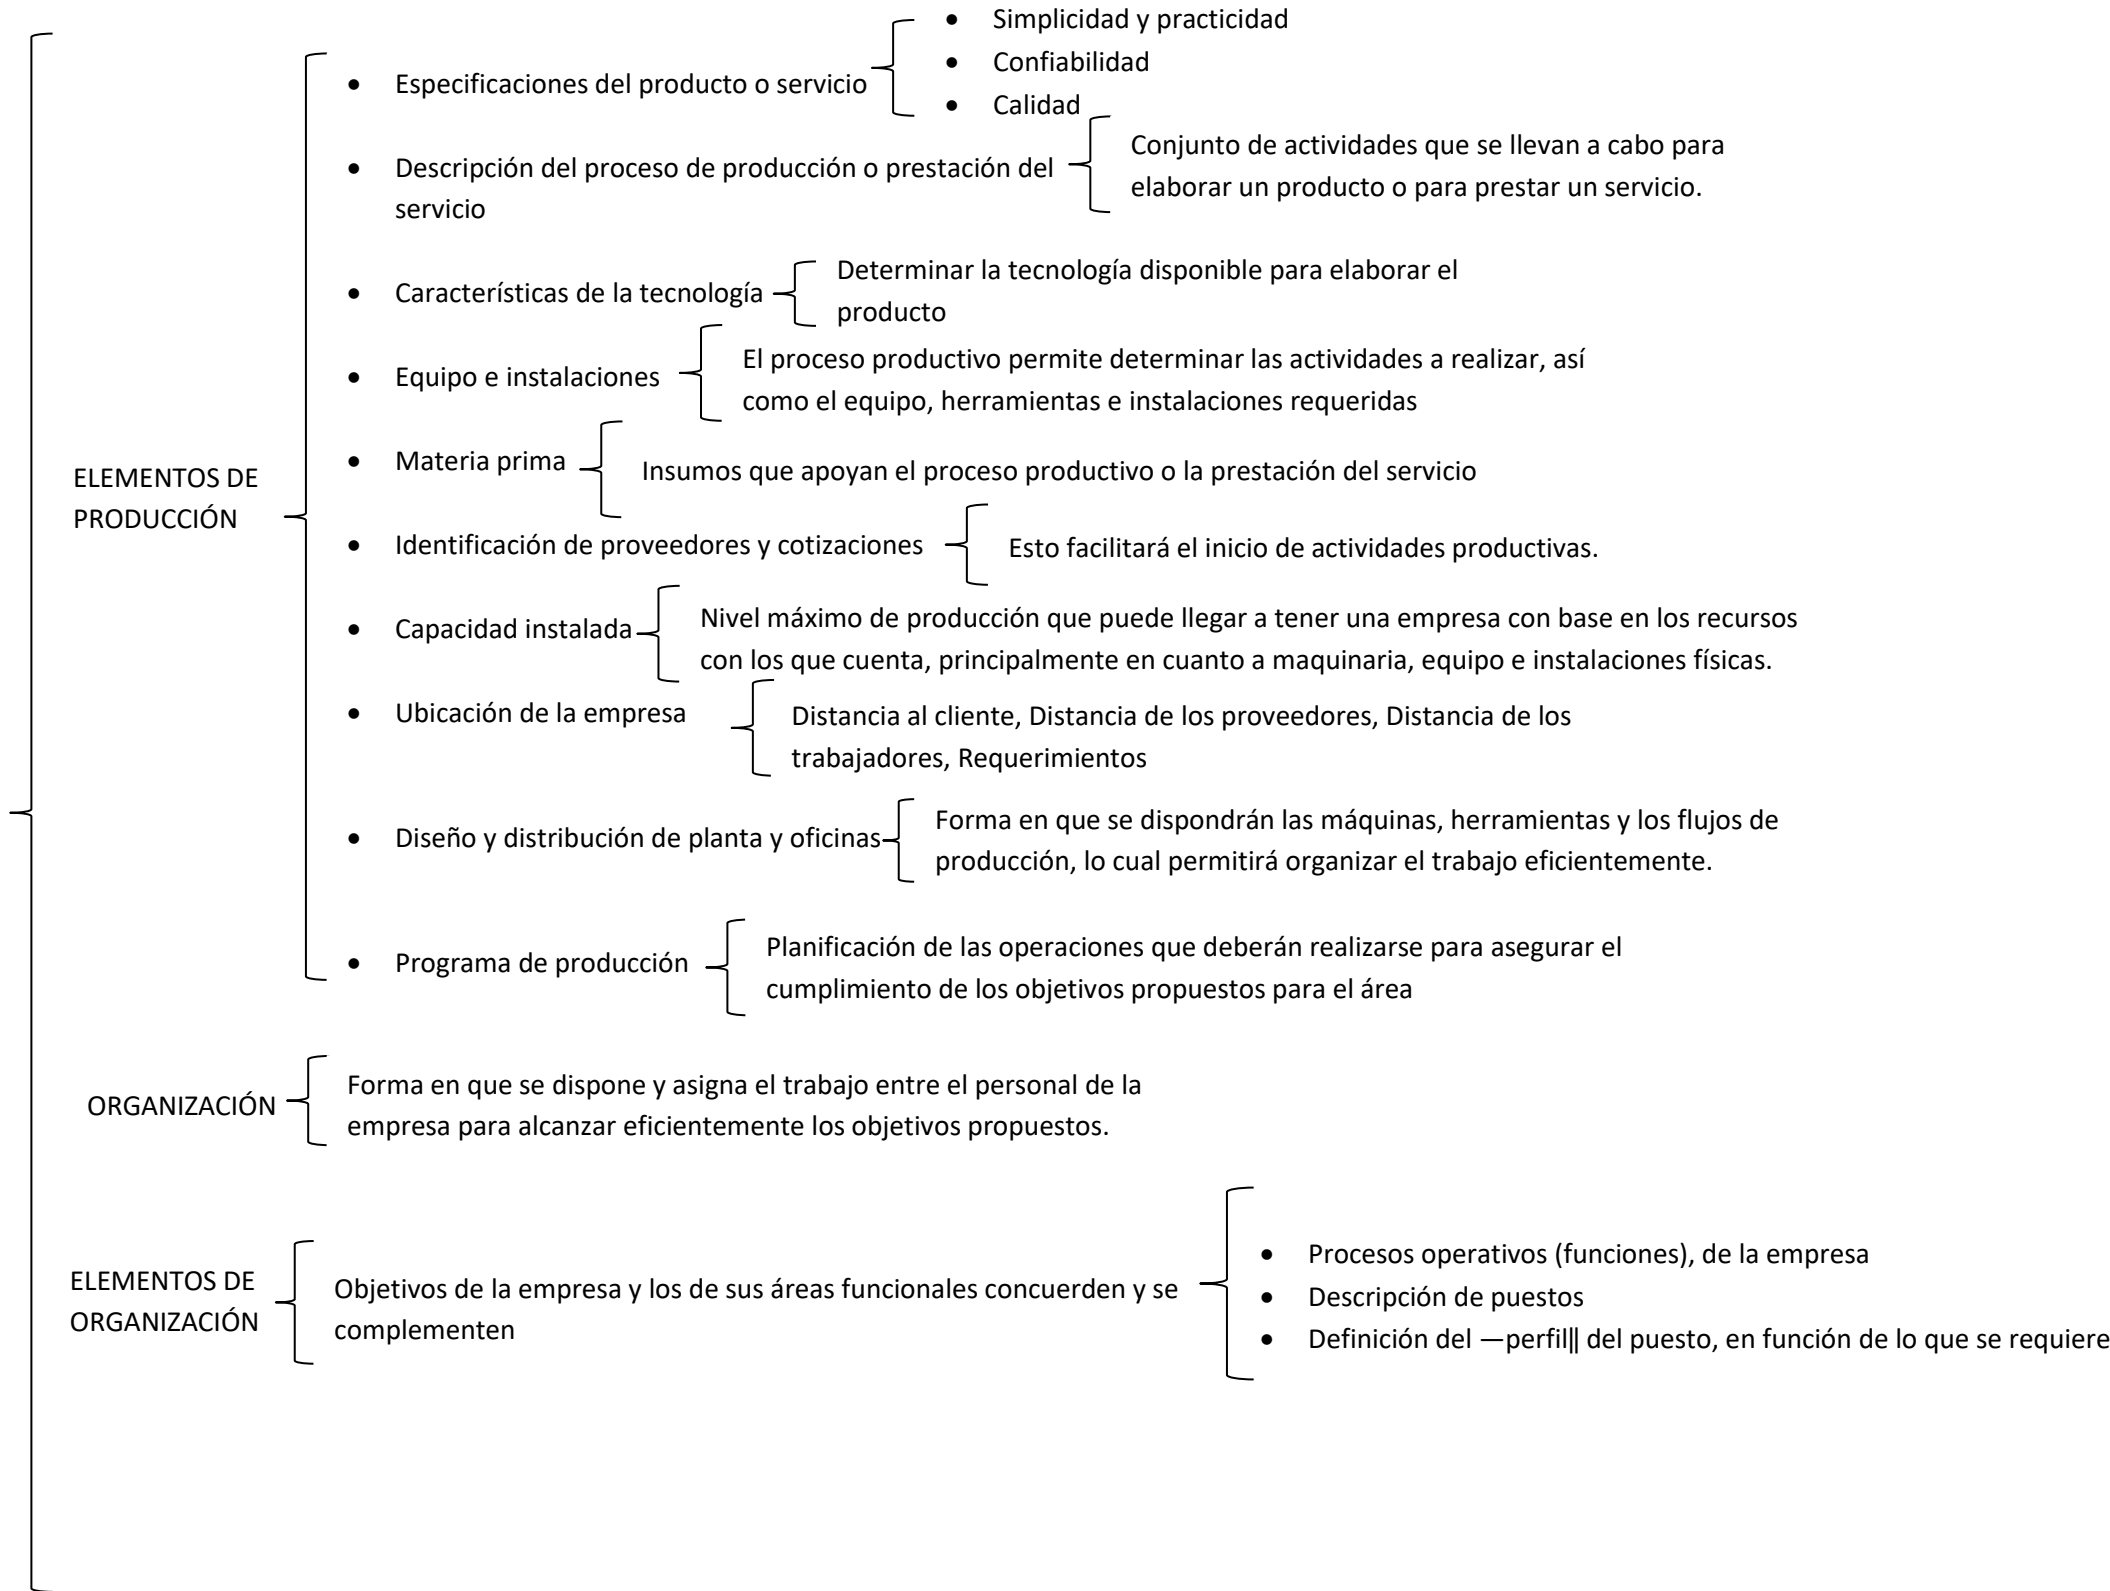 • Simplicidad y practicidad
• Confiabilidad
• Calidad
• Especificaciones del producto o servicio
• Descripción del proceso de producción o prestación del
servicio
Conjunto de actividades que se llevan a cabo para
elaborar un producto o para prestar un servicio.
• Características de la tecnología
Determinar la tecnología disponible para elaborar el
producto
• Equipo e instalaciones
El proceso productivo permite determinar las actividades a realizar, así
como el equipo, herramientas e instalaciones requeridas
ELEMENTOS DE
PRODUCCIÓN
• Materia prima
Insumos que apoyan el proceso productivo o la prestación del servicio
• Identificación de proveedores y cotizaciones
Esto facilitará el inicio de actividades productivas.
• Capacidad instalada
Nivel máximo de producción que puede llegar a tener una empresa con base en los recursos
con los que cuenta, principalmente en cuanto a maquinaria, equipo e instalaciones físicas.
• Ubicación de la empresa
Distancia al cliente, Distancia de los proveedores, Distancia de los
trabajadores, Requerimientos
• Diseño y distribución de planta y oficinas
Forma en que se dispondrán las máquinas, herramientas y los flujos de
producción, lo cual permitirá organizar el trabajo eficientemente.
• Programa de producción
Planificación de las operaciones que deberán realizarse para asegurar el
cumplimiento de los objetivos propuestos para el área
ORGANIZACIÓN
Forma en que se dispone y asigna el trabajo entre el personal de la
empresa para alcanzar eficientemente los objetivos propuestos.
ELEMENTOS DE
ORGANIZACIÓN
Objetivos de la empresa y los de sus áreas funcionales concuerden y se
complementen
• Procesos operativos (funciones), de la empresa
• Descripción de puestos
• Definición del ―perfil‖ del puesto, en función de lo que se requiere